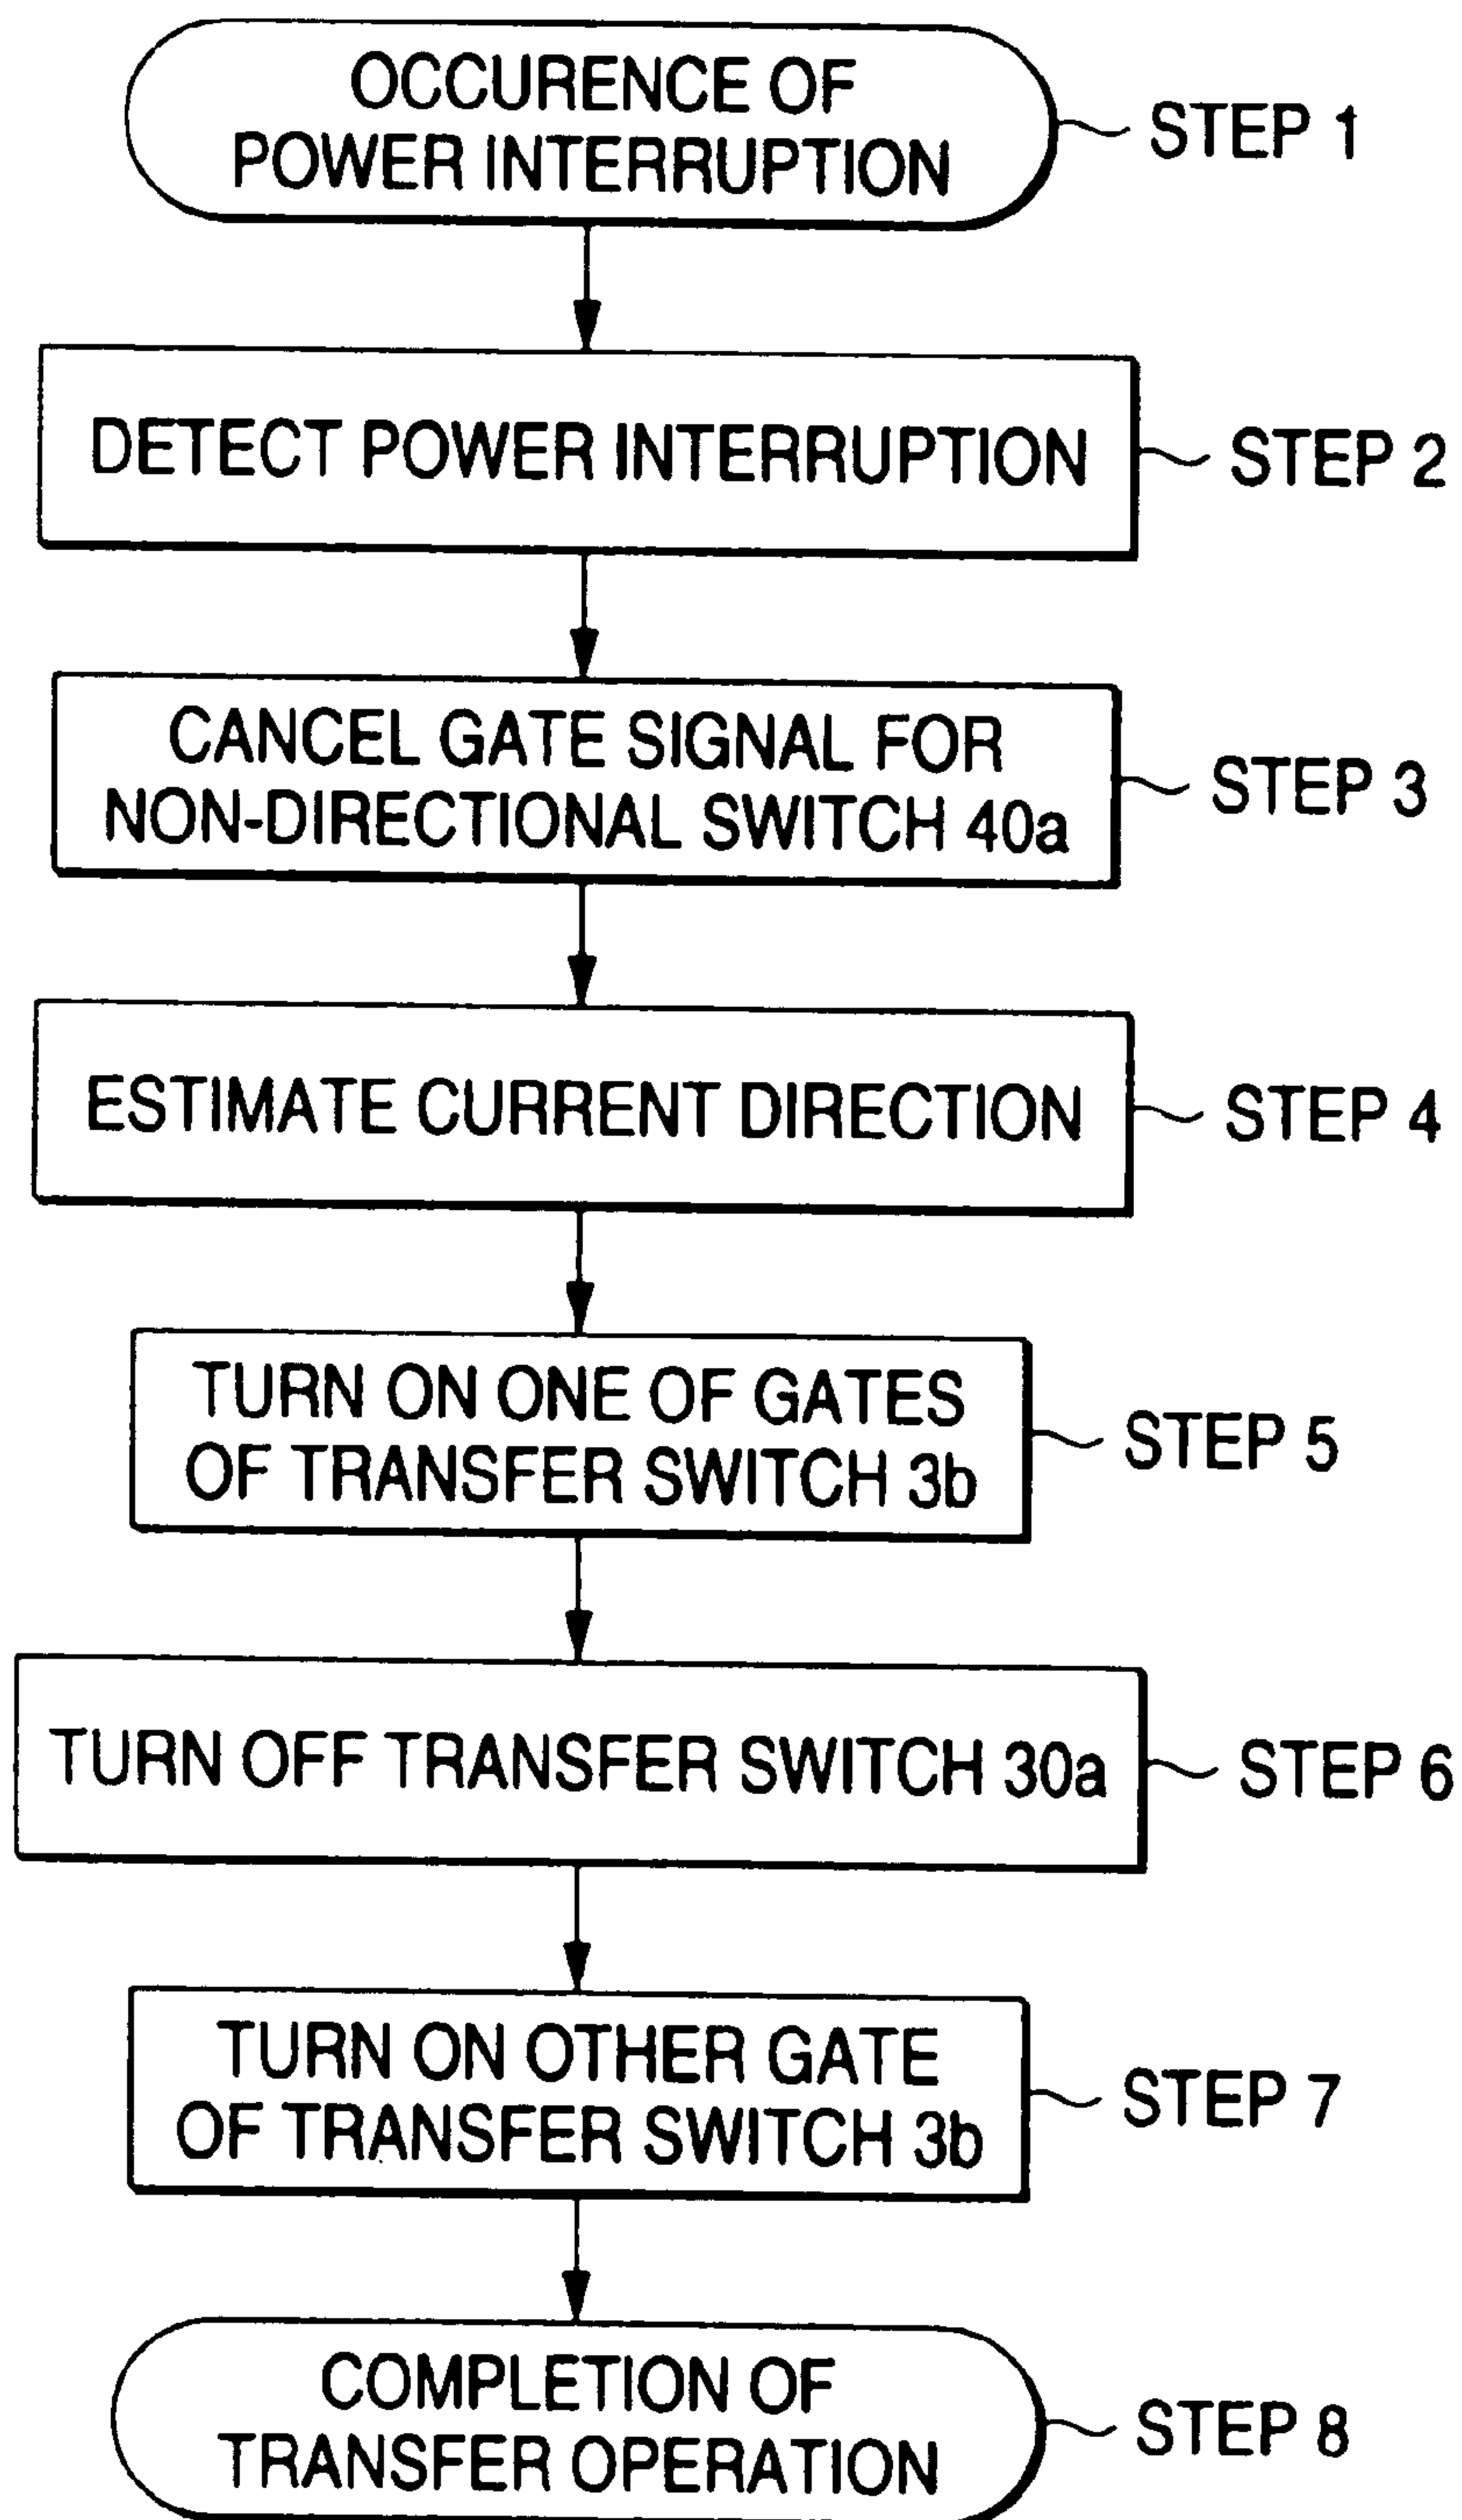 OCCURENCE OF
POWER INTERRUPTION
STEP 1
DETECT POWER INTERRUPTION
STEP 2
CANCEL GATE SIGNAL FOR
NON-DIRECTIONAL SWITCH 40a
STEP 3
ESTIMATE CURRENT DIRECTION
STEP 4
TURN ON ONE OF GATES
OF TRANSFER SWITCH 3b
STEP 5
TURN OFF TRANSFER SWITCH 30a
STEP 6
TURN ON OTHER GATE
OF TRANSFER SWITCH 3b
STEP 7
COMPLETION OF
TRANSFER OPERATION
STEP 8